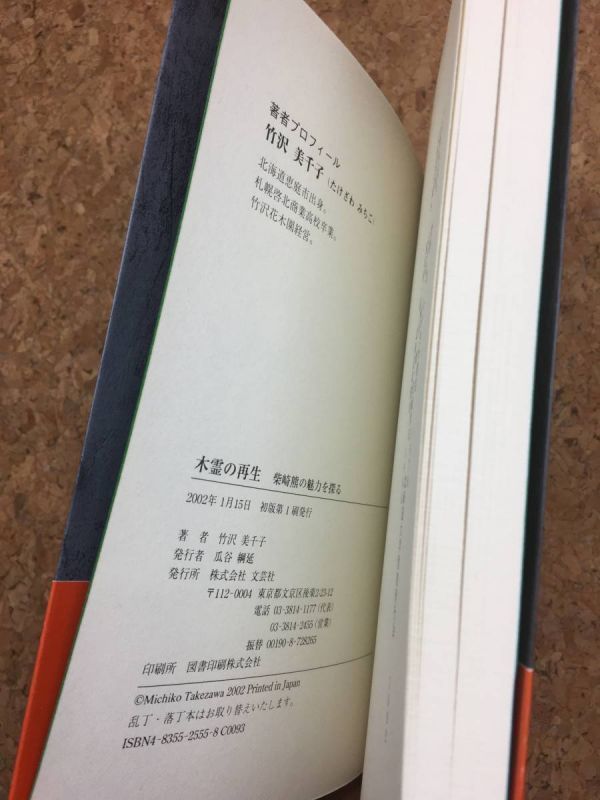 著者プロフィール
竹沢 美千子(たけざわ みちこ)
北海道恵庭市出身。
札幌啓北商業高校卒業。
竹沢花木園経営。
木霊の再生 柴崎熊の魅力を探る
2002年 1月15日 初版第1刷発行
著 者 竹沢 美千子
発行者 瓜谷 綱延
発行所 株式会社 文芸社
〒112-0004 東京都文京区後楽2-23-12
電話 03-3814-1177(代表)
03-3814-2455(営業)
振替 00190-8-728265
印刷所 図書印刷株式会社
©Michiko Takezawa 2002 Printed in Japan
乱丁・落丁本はお取り替えいたします。
ISBN4-8355-2555-8 C0093